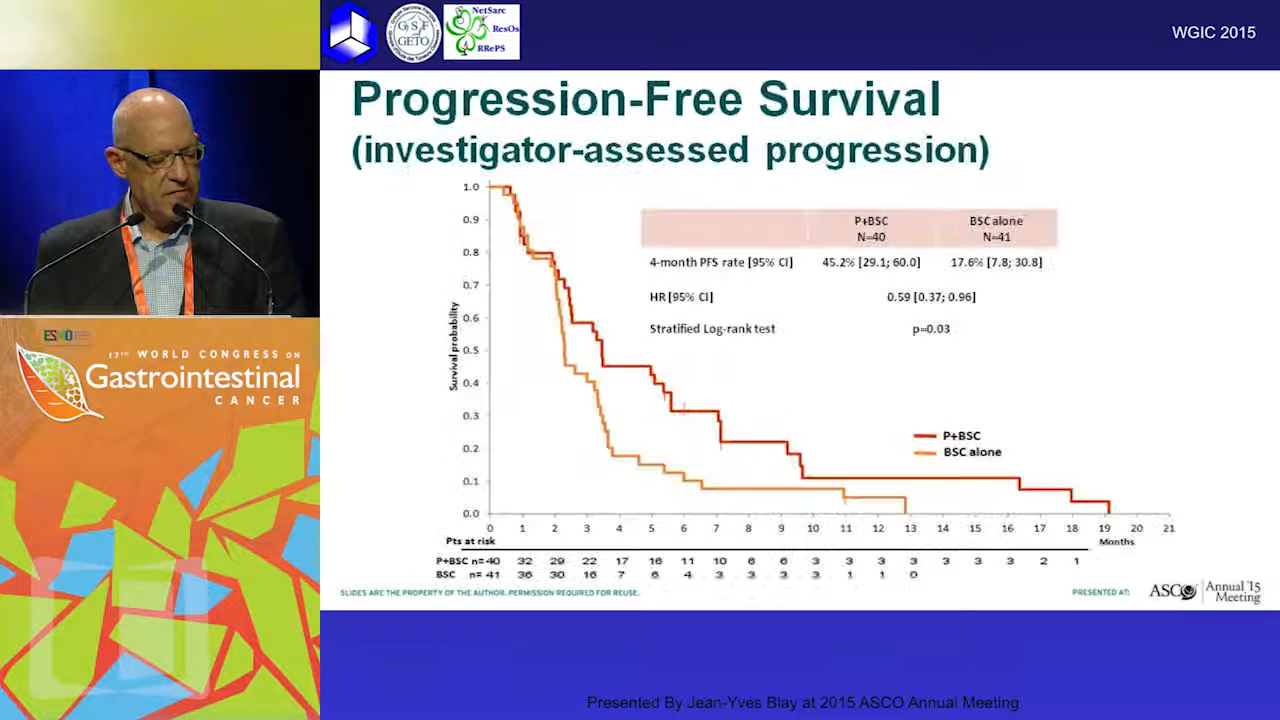 NetSarc
ResOs
RRePS
GSF
GETO
WGIC 2015
Progression-Free Survival
(investigator-assessed progression)
P+BSC
N=40
BSC alone
N=41
4-month PFS rate [95% CI]
45.2% [29.1; 60.0]
17.6% [7.8; 30.8]
HR [95% CI]
0.59 [0.37; 0.96]
Stratified Log-rank test
p=0.03
Survival probability
1.0
0.9
0.8
0.7
0.6
0.5
0.4
0.3
0.2
0.1
0.0
P+BSC
BSC alone
0 1 2 3 4 5 6 7 8 9 10 11 12 13 14 15 16 17 18 19 20 21
Pts at risk
Months
P+BSC n=40 32 29 22 17 16 11 10 6 6 3 3 3 3 3 3 3 2 1
BSC n= 41 36 30 16 7 6 4 3 3 3 3 1 1 0
SLIDES ARE THE PROPERTY OF THE AUTHOR. PERMISSION REQUIRED FOR REUSE.
PRESENTED AT:
ASCO
Annual '15
Meeting
Presented By Jean-Yves Blay at 2015 ASCO Annual Meeting
ESMO
17TH WORLD CONGRESS ON
Gastrointestinal
CANCER